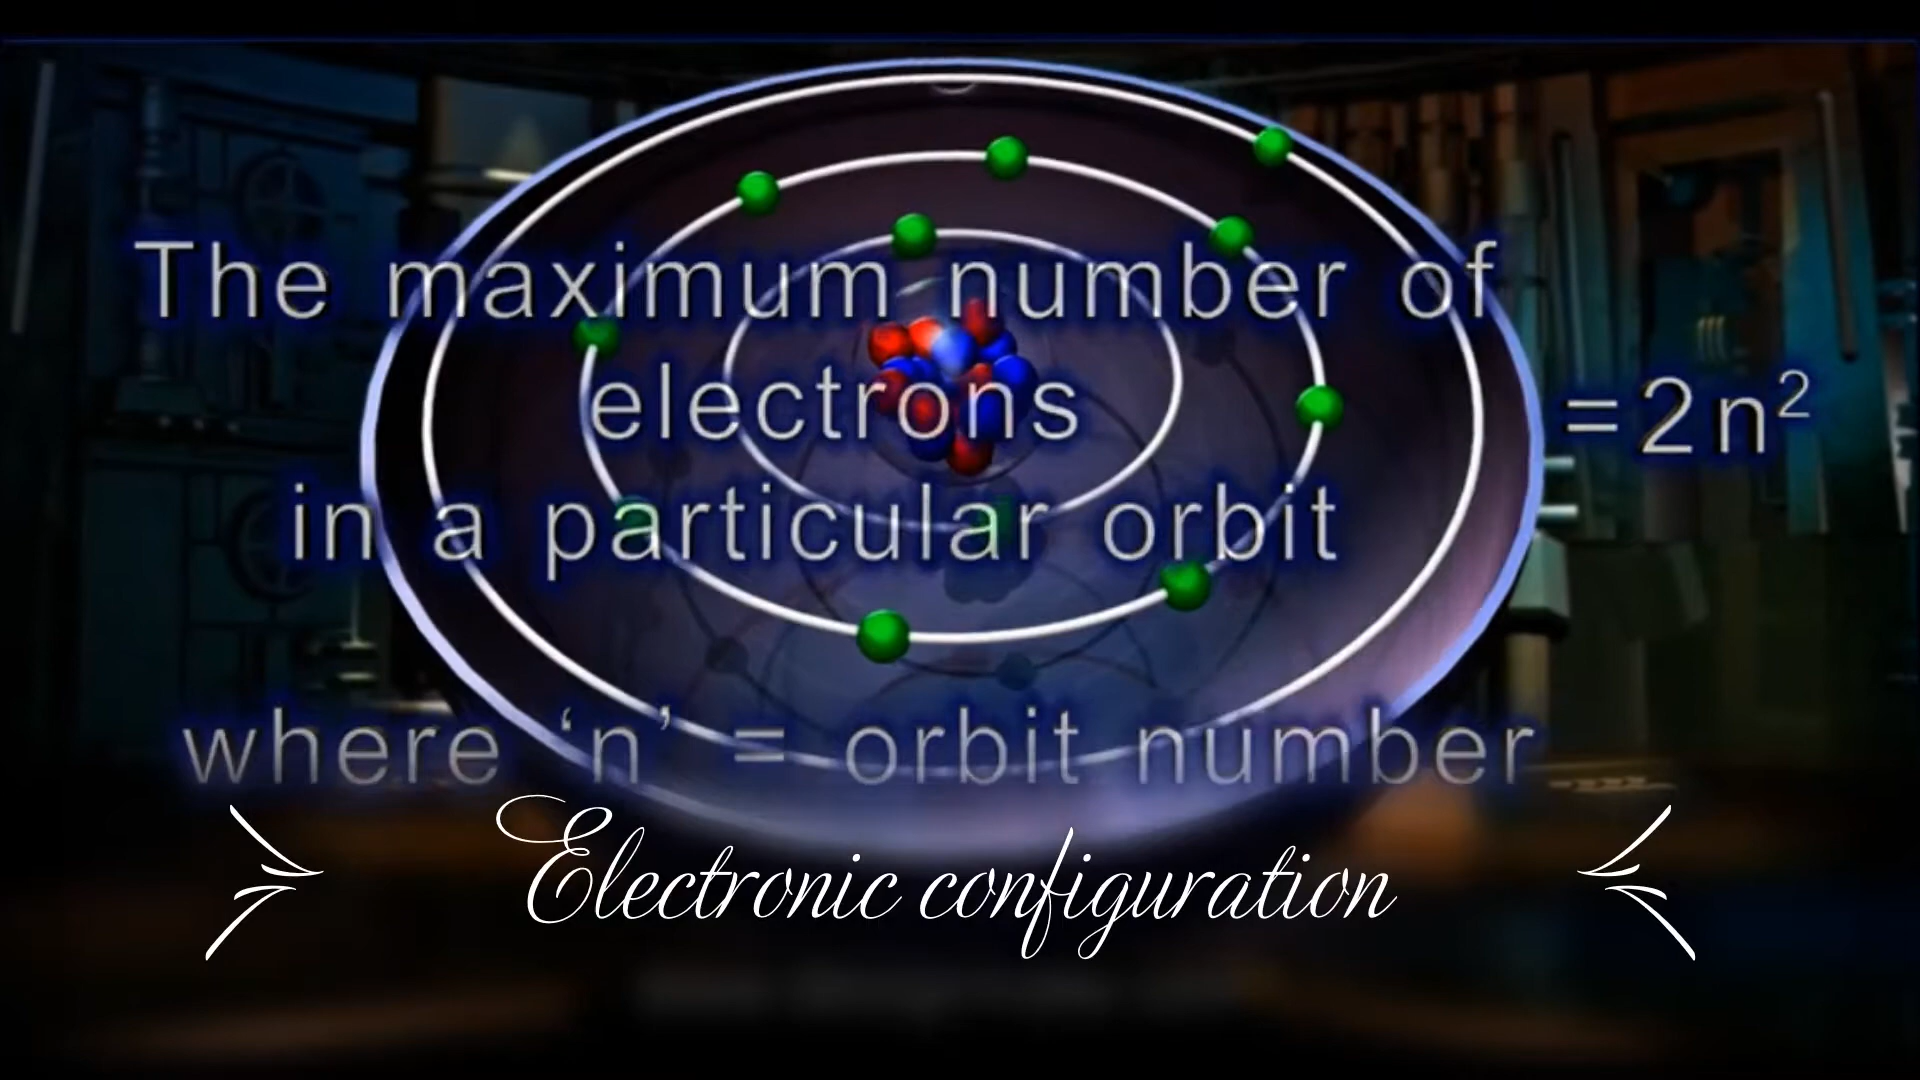 The maximum number of
electrons
in a particular orbit
=2n²
where ‘n’ = orbit number
Electronic configuration